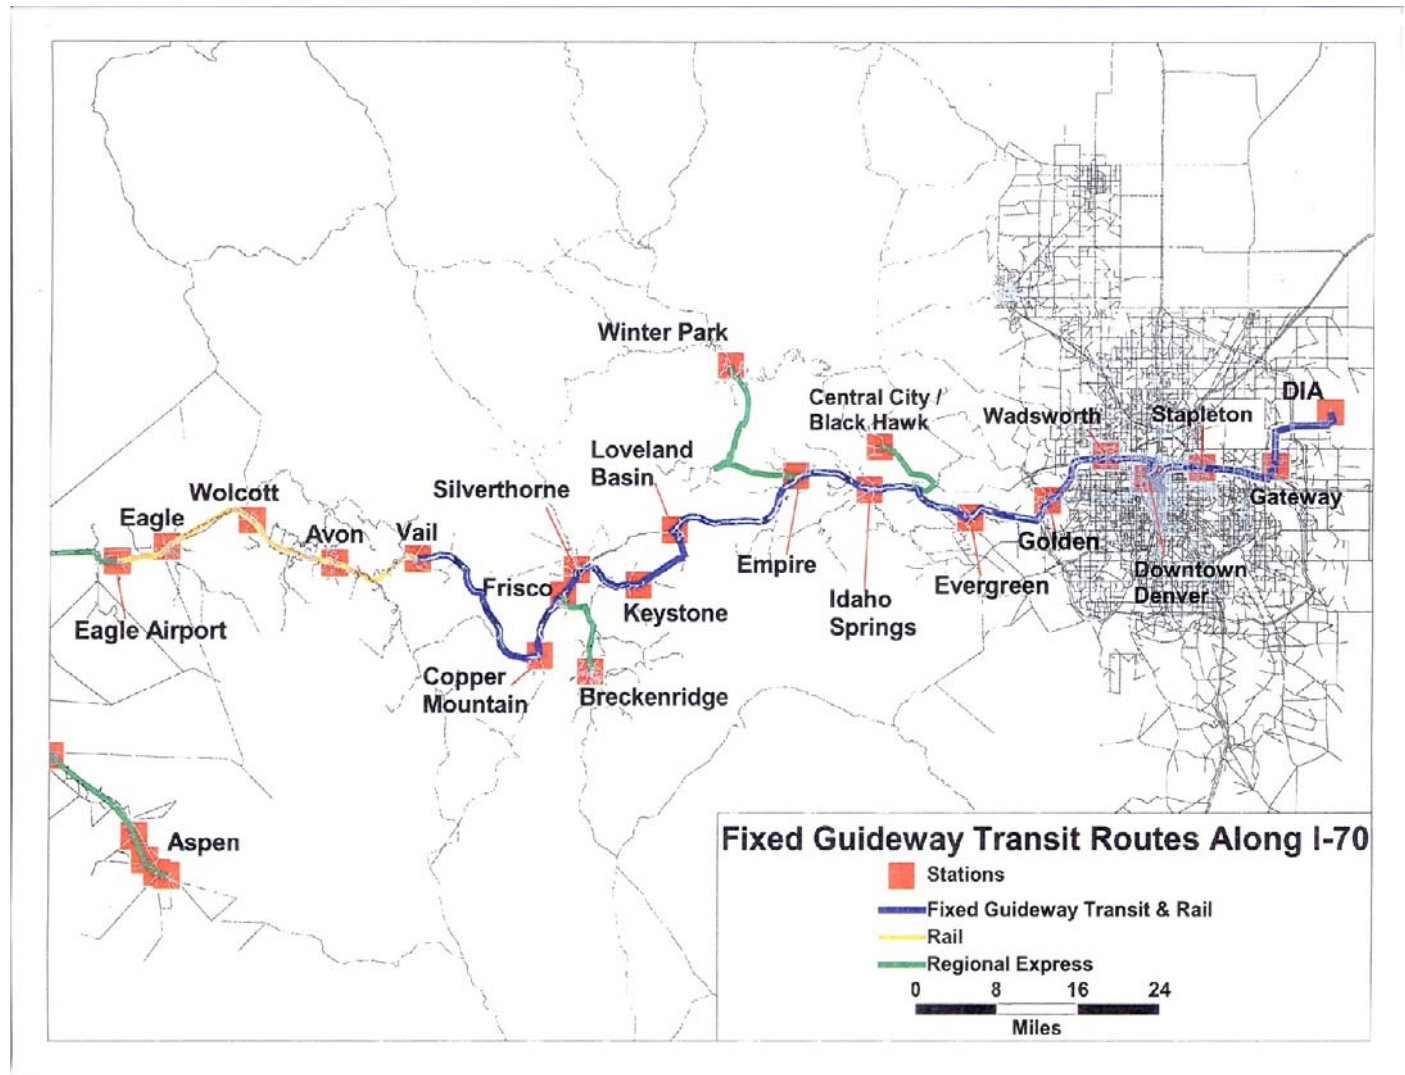 Winter Park
Central City /
Black Hawk
DIA
Wadsworth
Stapleton
Loveland
Basin
Silverthorne
Wolcott
Gateway
Eagle
Avon
Vail
Golden
Empire
Downtown
Denver
Evergreen
Frisco
Keystone
Idaho
Springs
Eagle Airport
Copper
Mountain
Breckenridge
Aspen
Fixed Guideway Transit Routes Along I-70
Stations
Fixed Guideway Transit & Rail
Rail
Regional Express
0 8 16 24
Miles